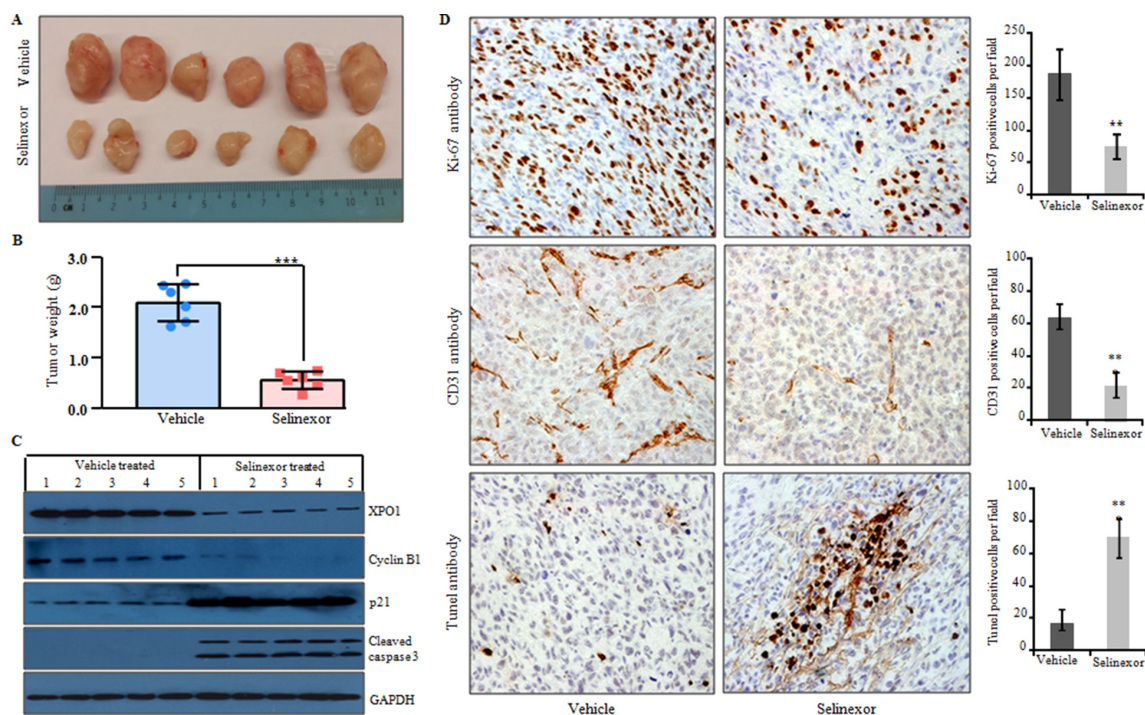 A
Vehicle
Selinexor
0 CM 1 2 3 4 5 6 7 8 9 10 11
B
Tumor weight (g)
3.0
2.0
1.0
0.0
***
Vehicle Selinexor
C
Vehicle treated Selinexor treated
1 2 3 4 5 1 2 3 4 5
XPO1
Cyclin B1
p21
Cleaved
caspase 3
GAPDH
D
Ki-67 antibody
CD31 antibody
Tunel antibody
Vehicle Selinexor
Ki-67 positive cells per field
250
200
150
100
50
0
**
Vehicle Selinexor
CD31 positive cells per field
100
80
60
40
20
0
**
Vehicle Selinexor
Tunel positive cells per field
100
80
60
40
20
0
**
Vehicle Selinexor